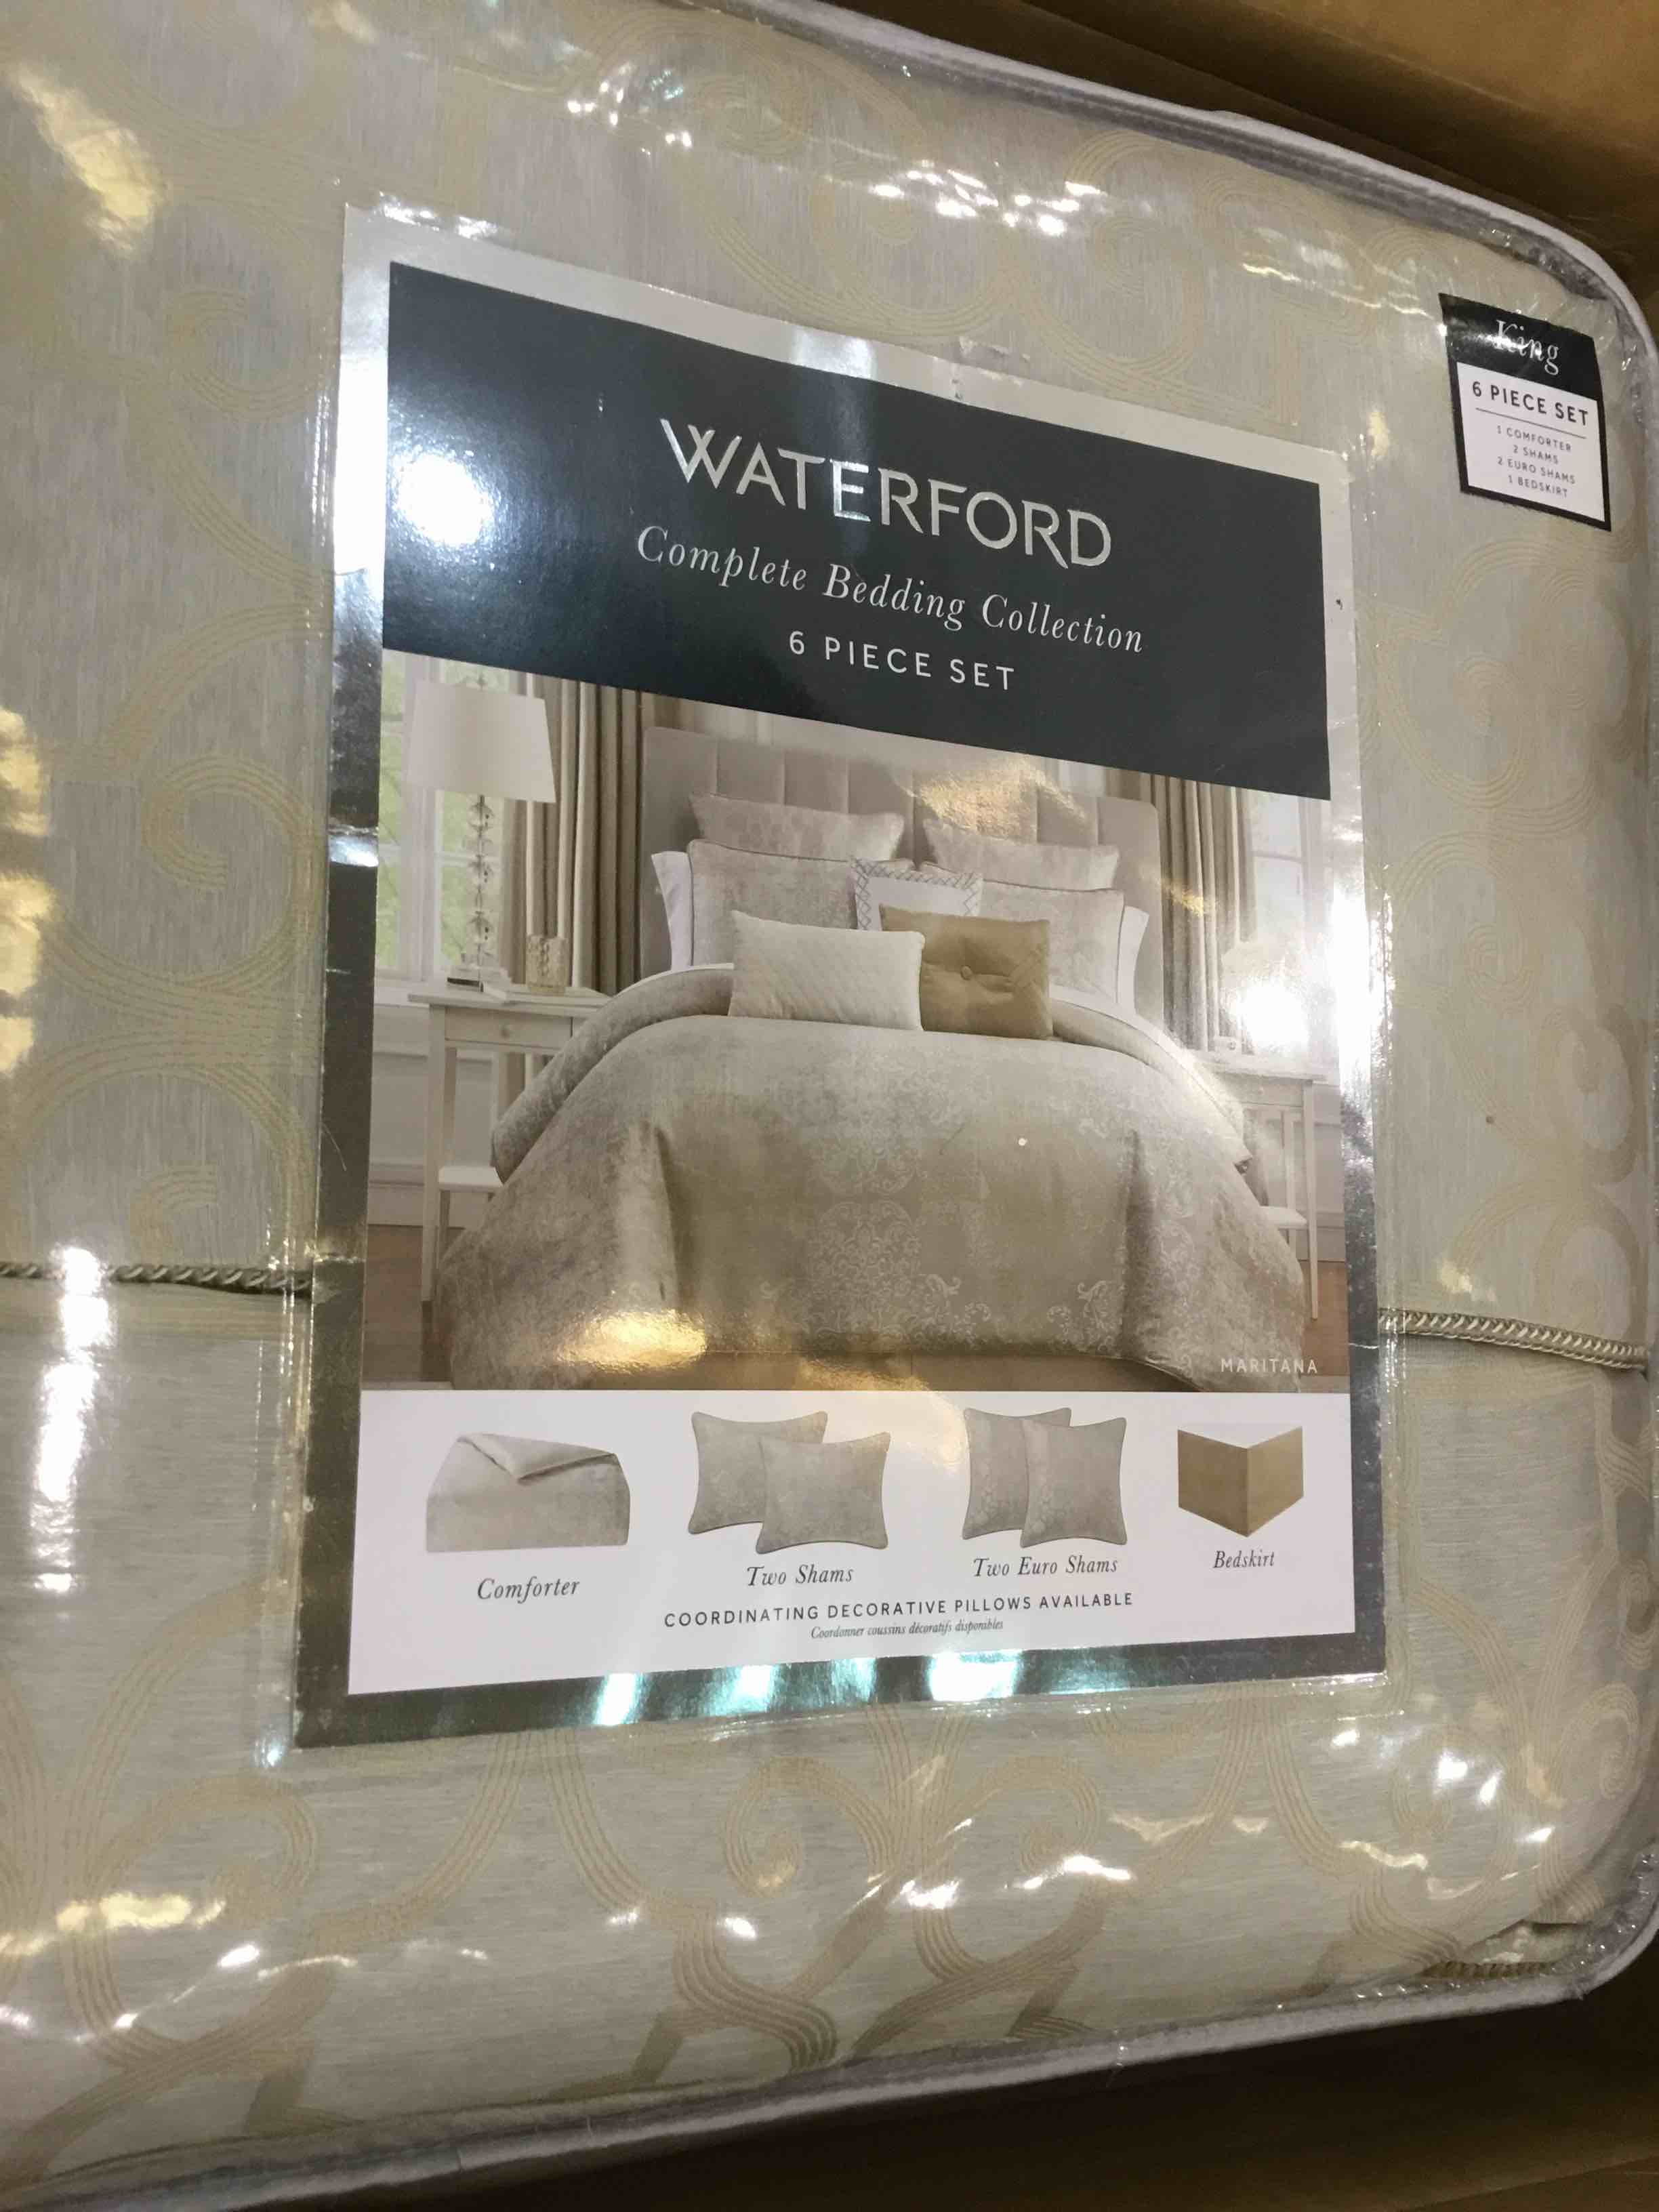 King
6 PIECE SET
1 COMFORTER
2 SHAMS
2 EURO SHAMS
1 BEDSKIRT
WATERFORD
Complete Bedding Collection
6 PIECE SET
MARITANA
Comforter
Two Shams
Two Euro Shams
Bedskirt
COORDINATING DECORATIVE PILLOWS AVAILABLE
Coordonner coussins décoratifs disponibles